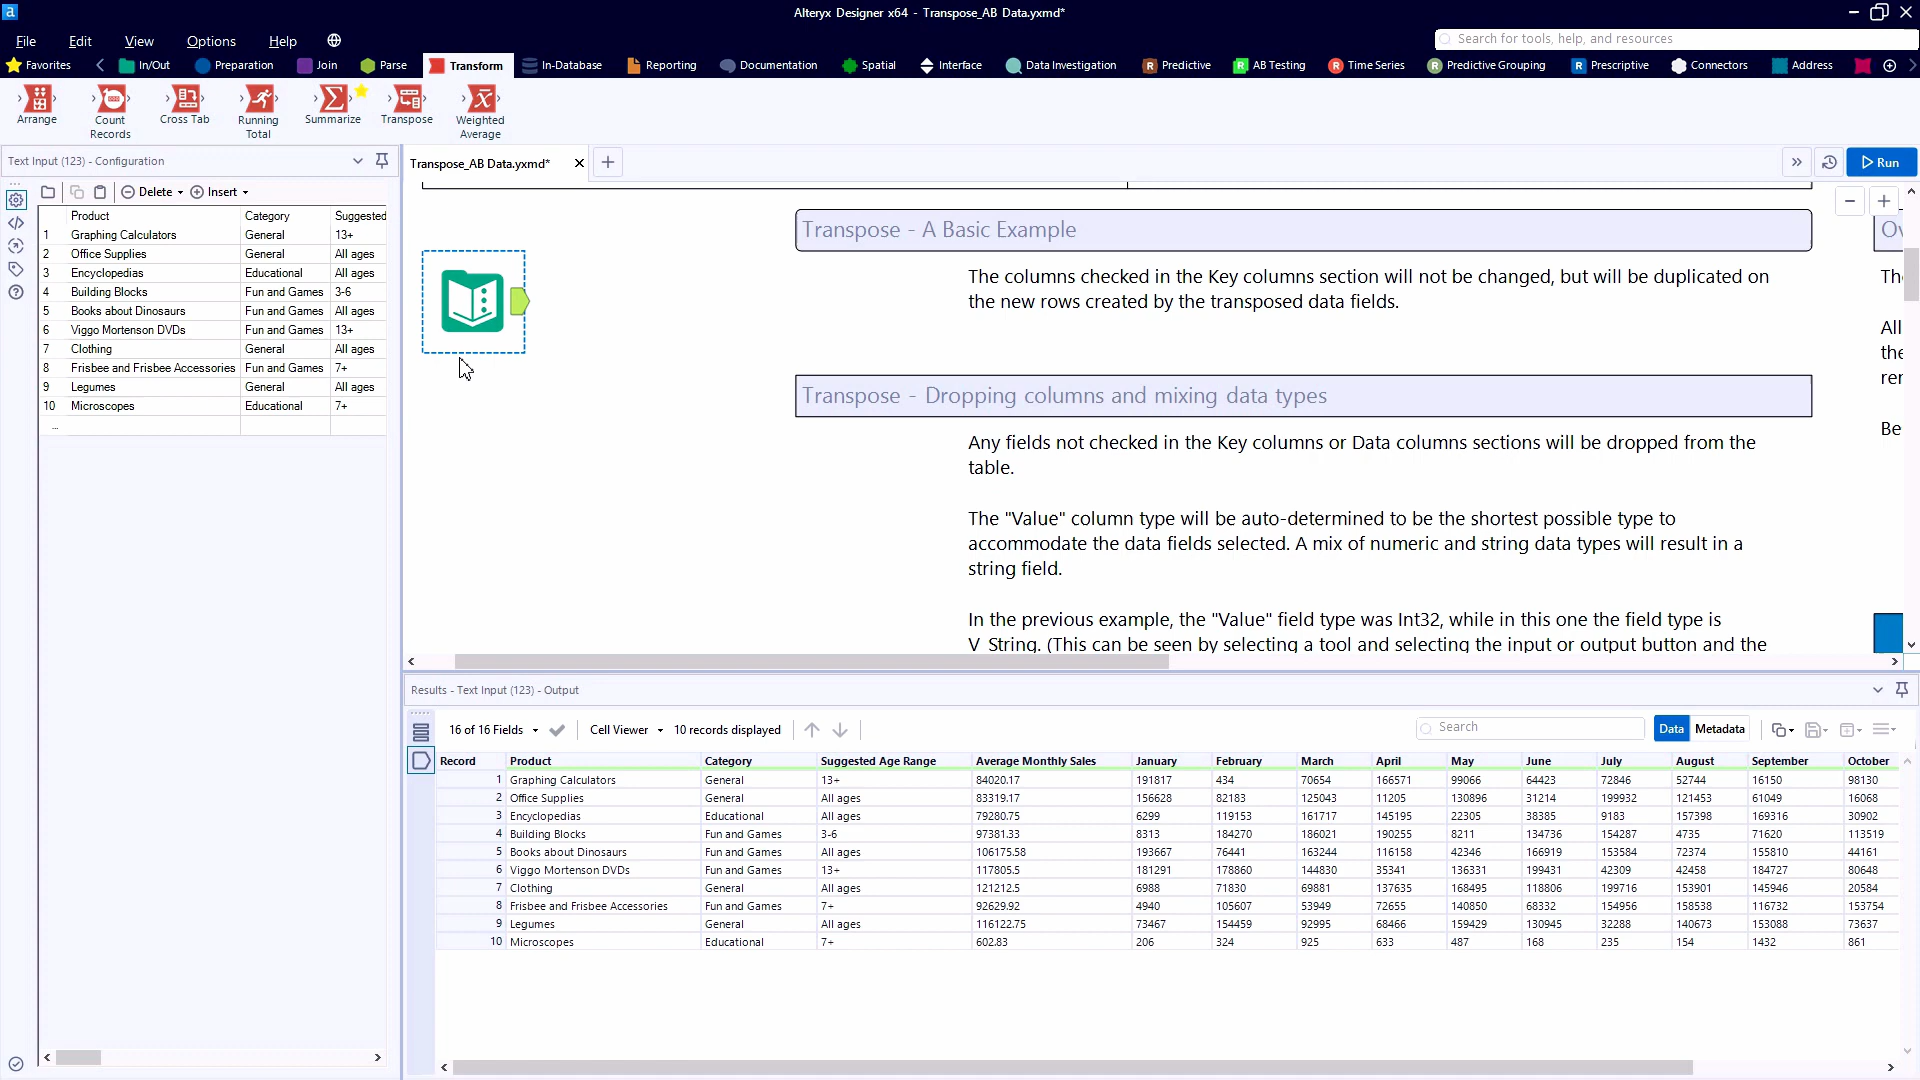 Alteryx Designer x64 - Transpose_AB Data.yxmd*
File Edit View Options Help
Search for tools, help, and resources
Favorites In/Out Preparation Join Parse Transform In-Database Reporting Documentation Spatial Interface Data Investigation Predictive AB Testing Time Series Predictive Grouping Prescriptive Connectors Address
Arrange Count Records Cross Tab Running Total Summarize Transpose Weighted Average
Text Input (123) - Configuration
Delete Insert
Product Category Suggested
1 Graphing Calculators General 13+
2 Office Supplies General All ages
3 Encyclopedias Educational All ages
4 Building Blocks Fun and Games 3-6
5 Books about Dinosaurs Fun and Games All ages
6 Viggo Mortenson DVDs Fun and Games 13+
7 Clothing General All ages
8 Frisbee and Frisbee Accessories Fun and Games 7+
9 Legumes General All ages
10 Microscopes Educational 7+
...
Transpose_AB Data.yxmd*
Run
Transpose - A Basic Example
The columns checked in the Key columns section will not be changed, but will be duplicated on
the new rows created by the transposed data fields.
Transpose - Dropping columns and mixing data types
Any fields not checked in the Key columns or Data columns sections will be dropped from the
table.
The "Value" column type will be auto-determined to be the shortest possible type to
accommodate the data fields selected. A mix of numeric and string data types will result in a
string field.
In the previous example, the "Value" field type was Int32, while in this one the field type is
V_String. (This can be seen by selecting a tool and selecting the input or output button and the
All
Be
Results - Text Input (123) - Output
16 of 16 Fields Cell Viewer 10 records displayed Search Data Metadata
Record Product Category Suggested Age Range Average Monthly Sales January February March April May June July August September October
1 Graphing Calculators General 13+ 84020.17 191817 434 70654 166571 99066 64423 72846 52744 16150 98130
2 Office Supplies General All ages 83319.17 156628 82183 125043 11205 130896 31214 199932 121453 61049 16068
3 Encyclopedias Educational All ages 79280.75 6299 119153 161717 145195 22305 38385 9183 157398 169316 30902
4 Building Blocks Fun and Games 3-6 97381.33 8313 184270 186021 190255 8211 134736 154287 4735 71620 113519
5 Books about Dinosaurs Fun and Games All ages 106175.58 193667 76441 163244 116158 42346 166919 153584 72374 155810 44161
6 Viggo Mortenson DVDs Fun and Games 13+ 117805.5 181291 178860 144830 35341 136331 199431 42309 42458 184727 80648
7 Clothing General All ages 121212.5 6988 71830 69881 137635 168495 118806 199716 153901 145946 20584
8 Frisbee and Frisbee Accessories Fun and Games 7+ 92629.92 4940 105607 53949 72655 140850 68332 154956 158538 116732 153754
9 Legumes General All ages 116122.75 73467 154459 92995 68466 159429 130945 32288 140673 153088 73637
10 Microscopes Educational 7+ 602.83 206 324 925 633 487 168 235 154 1432 861